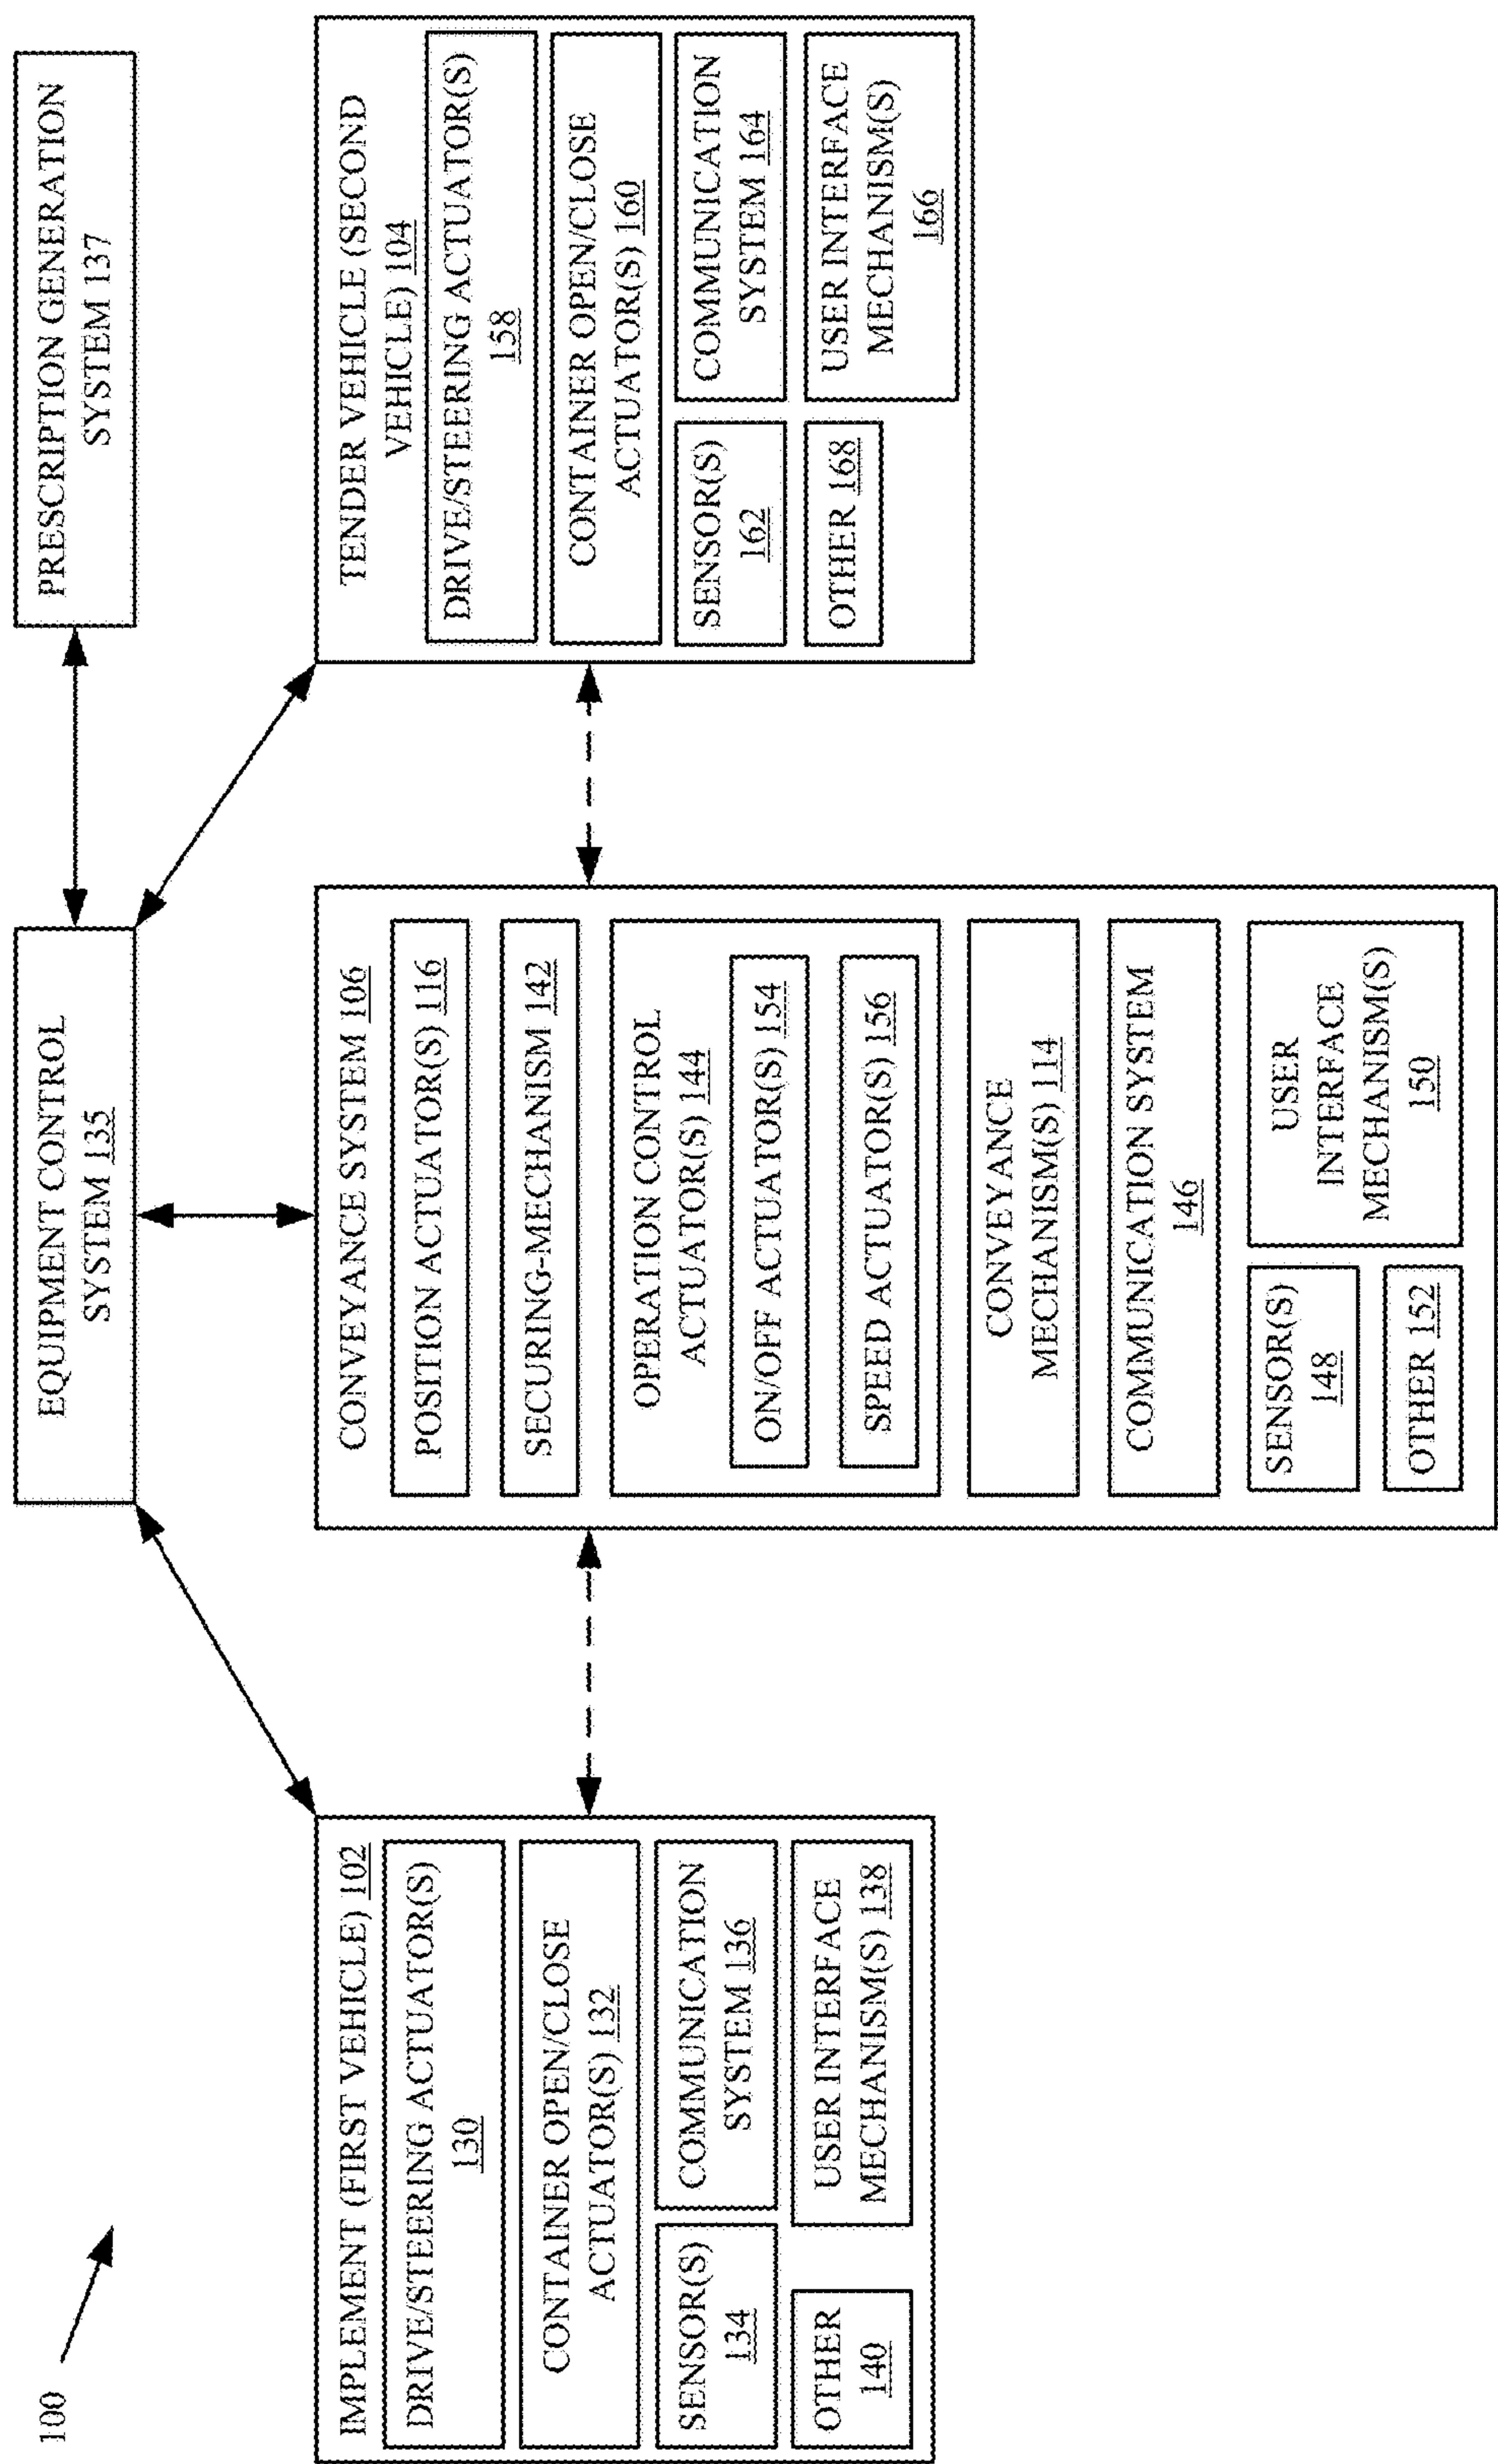 100
EQUIPMENT CONTROL
SYSTEM 135
PRESCRIPTION GENERATION
SYSTEM 137
IMPLEMENT (FIRST VEHICLE) 102
DRIVE/STEERING ACTUATOR(S)
130
CONTAINER OPEN/CLOSE
ACTUATOR(S) 132
SENSOR(S)
134
COMMUNICATION
SYSTEM 136
OTHER
140
USER INTERFACE
MECHANISM(S) 138
CONVEYANCE SYSTEM 106
POSITION ACTUATOR(S) 116
SECURING-MECHANISM 142
OPERATION CONTROL
ACTUATOR(S) 144
ON/OFF ACTUATOR(S) 154
SPEED ACTUATOR(S) 156
CONVEYANCE
MECHANISM(S) 114
COMMUNICATION SYSTEM
146
SENSOR(S)
148
OTHER 152
USER
INTERFACE
MECHANISM(S)
150
TENDER VEHICLE (SECOND
VEHICLE) 104
DRIVE/STEERING ACTUATOR(S)
158
CONTAINER OPEN/CLOSE
ACTUATOR(S) 160
SENSOR(S)
162
COMMUNICATION
SYSTEM 164
OTHER 168
USER INTERFACE
MECHANISM(S)
166